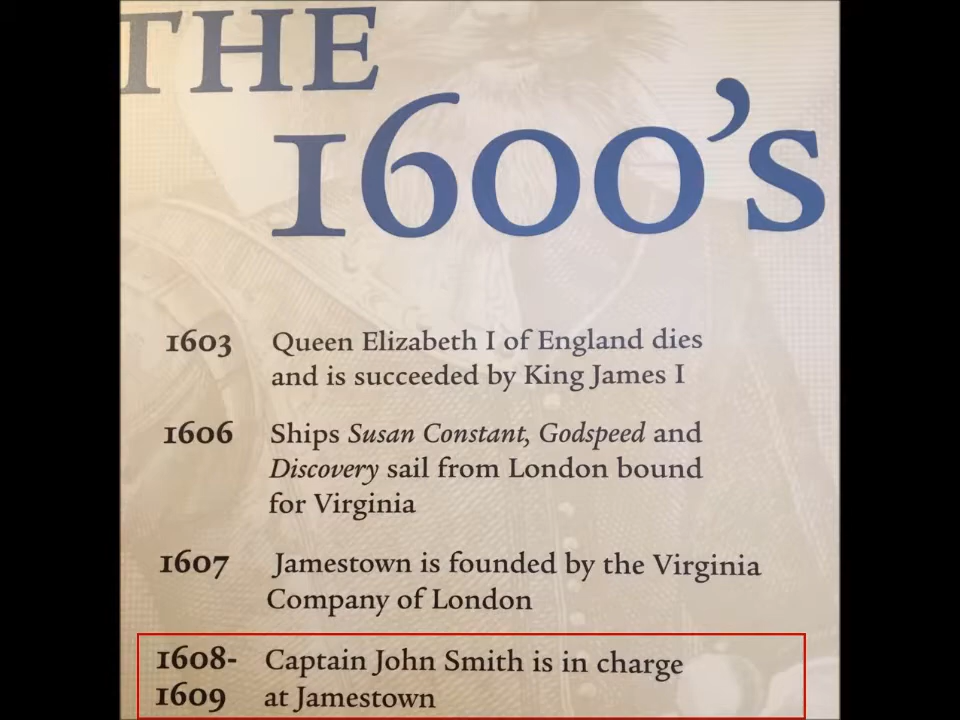 THE
1600's
1603 Queen Elizabeth I of England dies
and is succeeded by King James I
1606 Ships Susan Constant, Godspeed and
Discovery sail from London bound
for Virginia
1607 Jamestown is founded by the Virginia
Company of London
1608- Captain John Smith is in charge
1609 at Jamestown